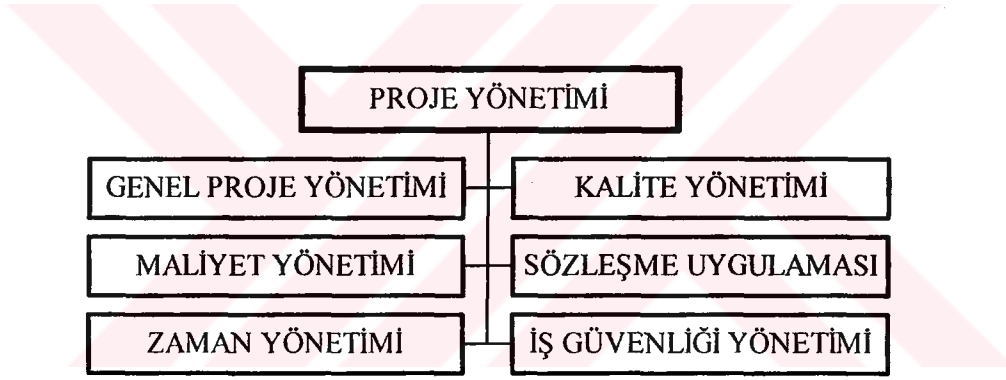 PROJE YÖNETİMİ
GENEL PROJE YÖNETİMİ
KALİTE YÖNETİMİ
MALİYET YÖNETİMİ
SÖZLEŞME UYGULAMASI
ZAMAN YÖNETİMİ
İŞ GÜVENLİĞİ YÖNETİMİ